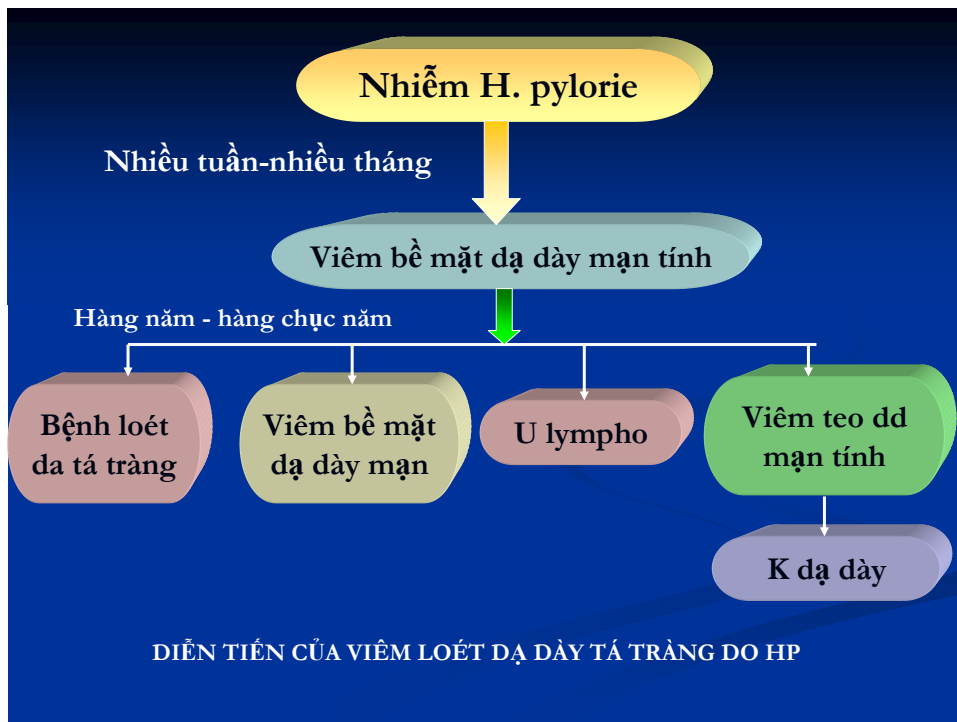 Nhiễm H. pylorie
Nhiều tuần-nhiều tháng
Viêm bề mặt dạ dày mạn tính
Hàng năm - hàng chục năm
Bệnh loét
da tá tràng
Viêm bề mặt
dạ dày mạn
U lympho
Viêm teo dd
mạn tính
K dạ dày
DIỄN TIẾN CỦA VIÊM LOÉT DẠ DÀY TÁ TRÀNG DO HP